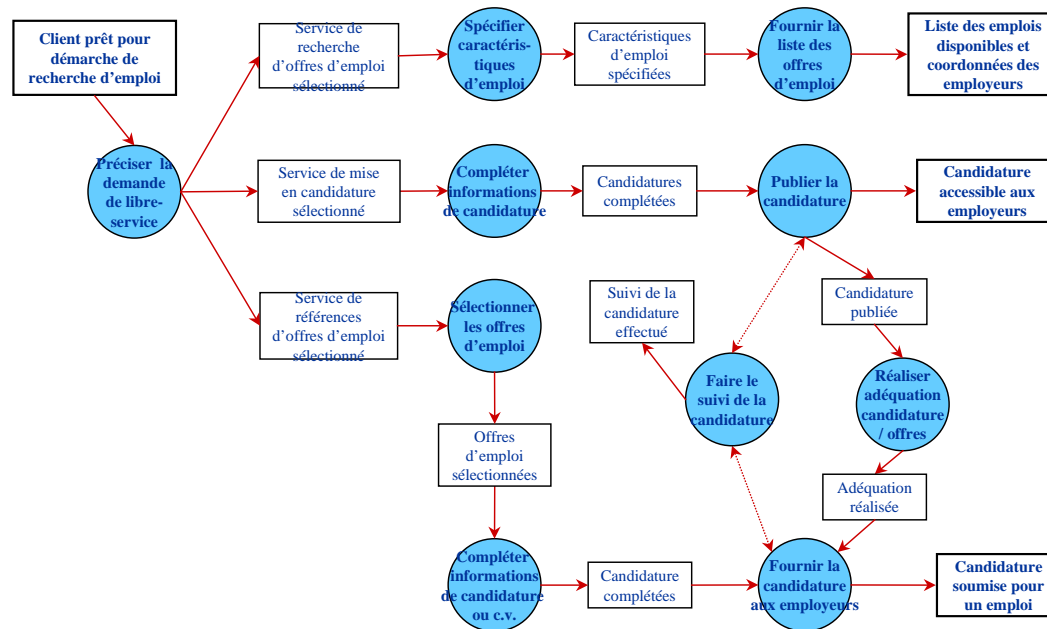 Client prêt pour
démarche de
recherche d’emploi
Service de
recherche
d’offres d’emploi
sélectionné
Spécifier
caractéris-
tiques
d’emploi
Caractéristiques
d’emploi
spécifiées
Fournir la
liste des
offres
d’emploi
Liste des emplois
disponibles et
coordonnées des
employeurs
Préciser la
demande
de libre-
service
Service de mise
en candidature
sélectionné
Compléter
informations
de candidature
Candidatures
complétées
Publier la
candidature
Candidature
accessible aux
employeurs
Service de
références
d’offres d’emploi
sélectionné
Sélectionner
les offres
d’emploi
Suivi de la
candidature
effectué
Candidature
publiée
Faire le
suivi de la
candidature
Réaliser
adéquation
candidature
/ offres
Offres
d’emploi
sélectionnées
Adéquation
réalisée
Compléter
informations
de candidature
ou c.v.
Candidature
complétées
Fournir la
candidature
aux employeurs
Candidature
soumise pour
un emploi